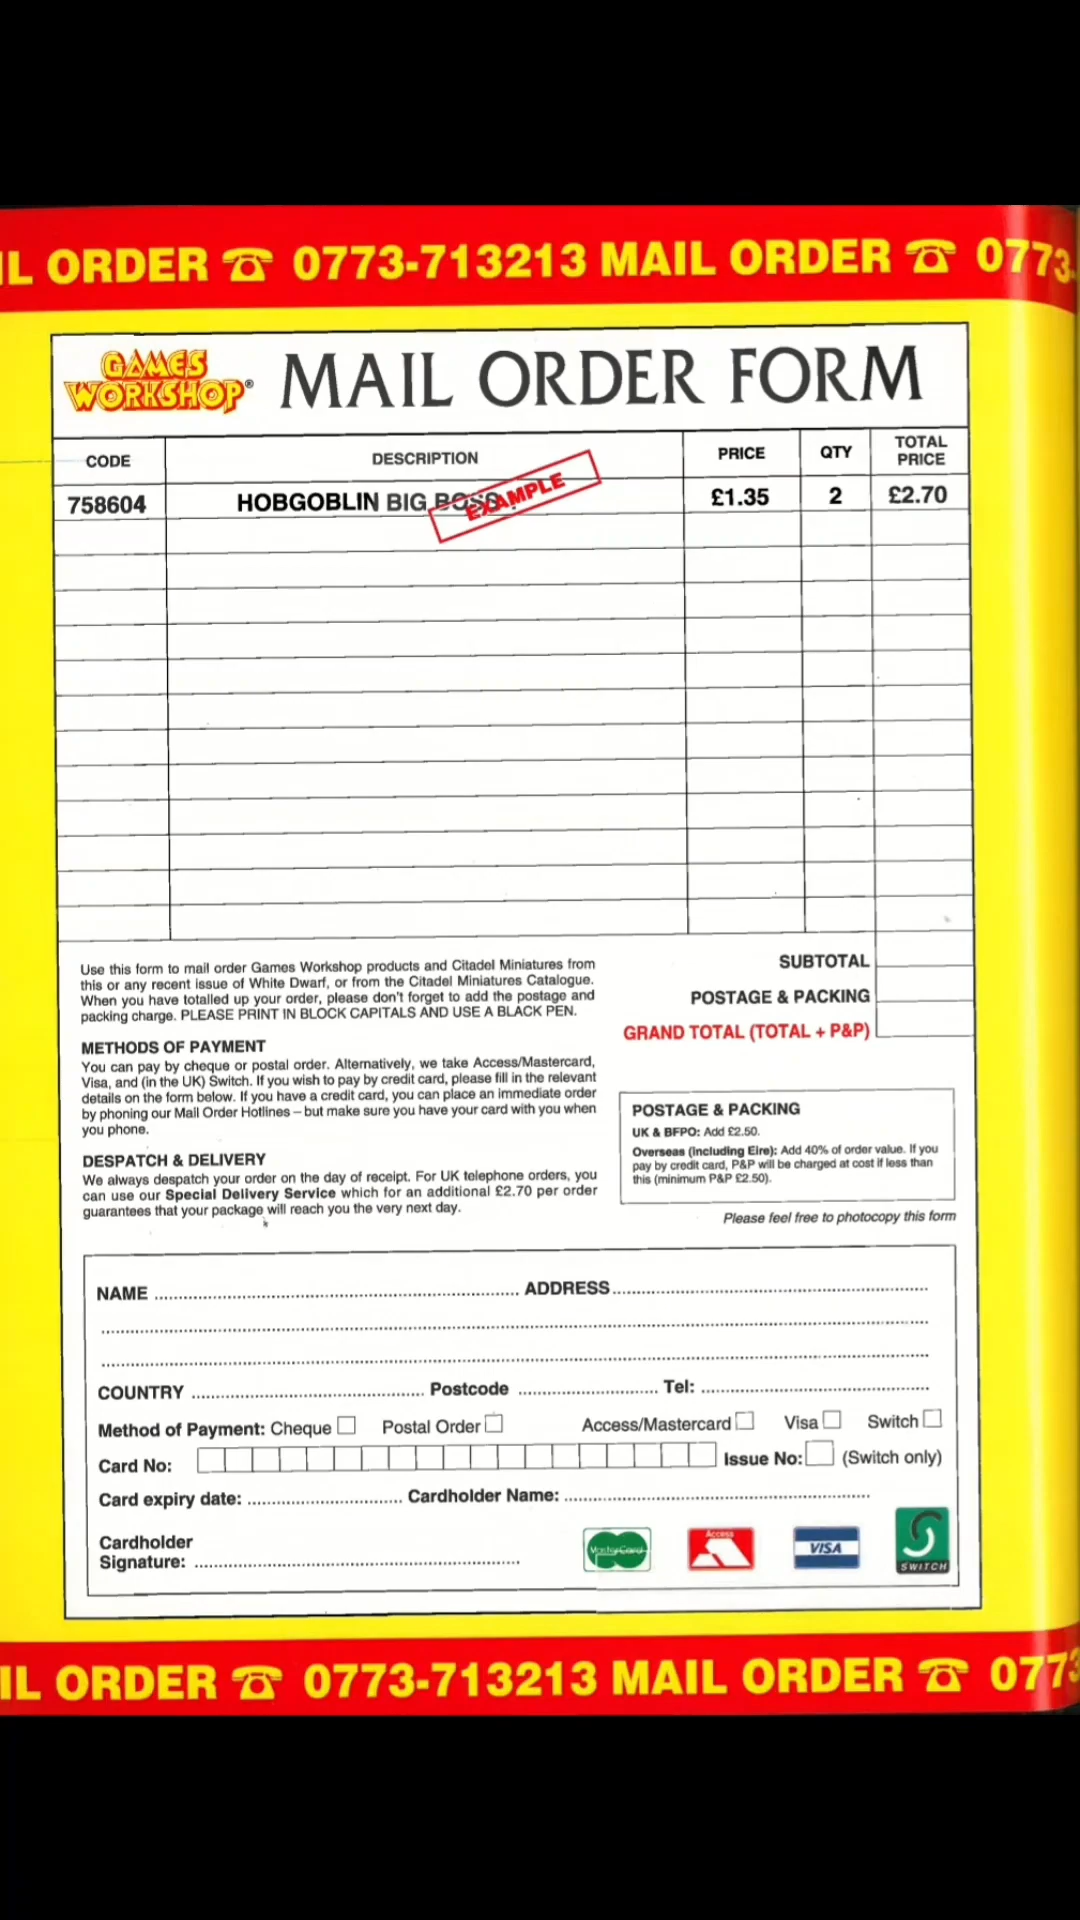 IL ORDER ☎ 0773-713213 MAIL ORDER ☎ 0773-
GAMES
WORKSHOP®
MAIL ORDER FORM
CODE DESCRIPTION PRICE QTY TOTAL PRICE
758604 HOBGOBLIN BIG BOSS £1.35 2 £2.70
EXAMPLE
Use this form to mail order Games Workshop products and Citadel Miniatures from
this or any recent issue of White Dwarf, or from the Citadel Miniatures Catalogue.
When you have totalled up your order, please don't forget to add the postage and
packing charge. PLEASE PRINT IN BLOCK CAPITALS AND USE A BLACK PEN.
METHODS OF PAYMENT
You can pay by cheque or postal order. Alternatively, we take Access/Mastercard,
Visa, and (in the UK) Switch. If you wish to pay by credit card, please fill in the relevant
details on the form below. If you have a credit card, you can place an immediate order
by phoning our Mail Order Hotlines – but make sure you have your card with you when
you phone.
DESPATCH & DELIVERY
We always despatch your order on the day of receipt. For UK telephone orders, you
can use our Special Delivery Service which for an additional £2.70 per order
guarantees that your package will reach you the very next day.
SUBTOTAL
POSTAGE & PACKING
GRAND TOTAL (TOTAL + P&P)
POSTAGE & PACKING
UK & BFPO: Add £2.50.
Overseas (including Eire): Add 40% of order value. If you
pay by credit card, P&P will be charged at cost if less than
this (minimum P&P £2.50).
Please feel free to photocopy this form
NAME ........ ADDRESS ........
COUNTRY ........ Postcode ........ Tel: ........
Method of Payment: Cheque Postal Order Access/Mastercard Visa Switch
Card No: Issue No: (Switch only)
Card expiry date: ........ Cardholder Name: ........
Cardholder
Signature: ........
MasterCard Access VISA SWITCH
IL ORDER ☎ 0773-713213 MAIL ORDER ☎ 0773